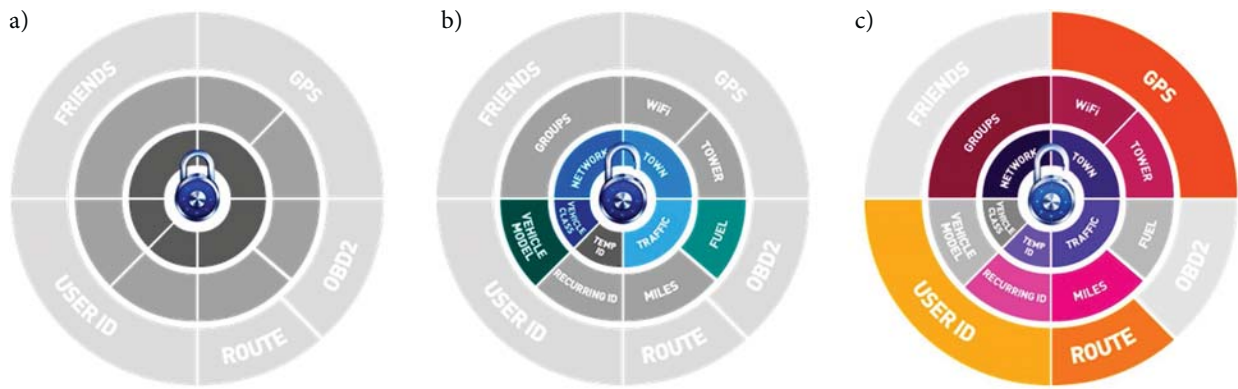 a)
FRIENDS
GPS
USER ID
ROUTE
OBD2
b)
FRIENDS
GPS
GROUPS
WiFi
TOWER
NETWORK
TOWN
VEHICLE
CLASS
TEMP
ID
TRAFFIC
VEHICLE
MODEL
FUEL
RECURRING ID
MILES
USER ID
ROUTE
OBD2
c)
FRIENDS
GPS
GROUPS
WiFi
TOWER
NETWORK
TOWN
VEHICLE
CLASS
TEMP
ID
TRAFFIC
VEHICLE
MODEL
FUEL
RECURRING ID
MILES
USER ID
ROUTE
OBD2